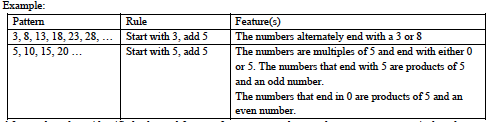 Example:
Pattern Rule Feature(s)
3, 8, 13, 18, 23, 28, … Start with 3, add 5 The numbers alternately end with a 3 or 8
5, 10, 15, 20 … Start with 5, add 5 The numbers are multiples of 5 and end with either 0
or 5. The numbers that end with 5 are products of 5
and an odd number.
The numbers that end in 0 are products of 5 and an
even number.